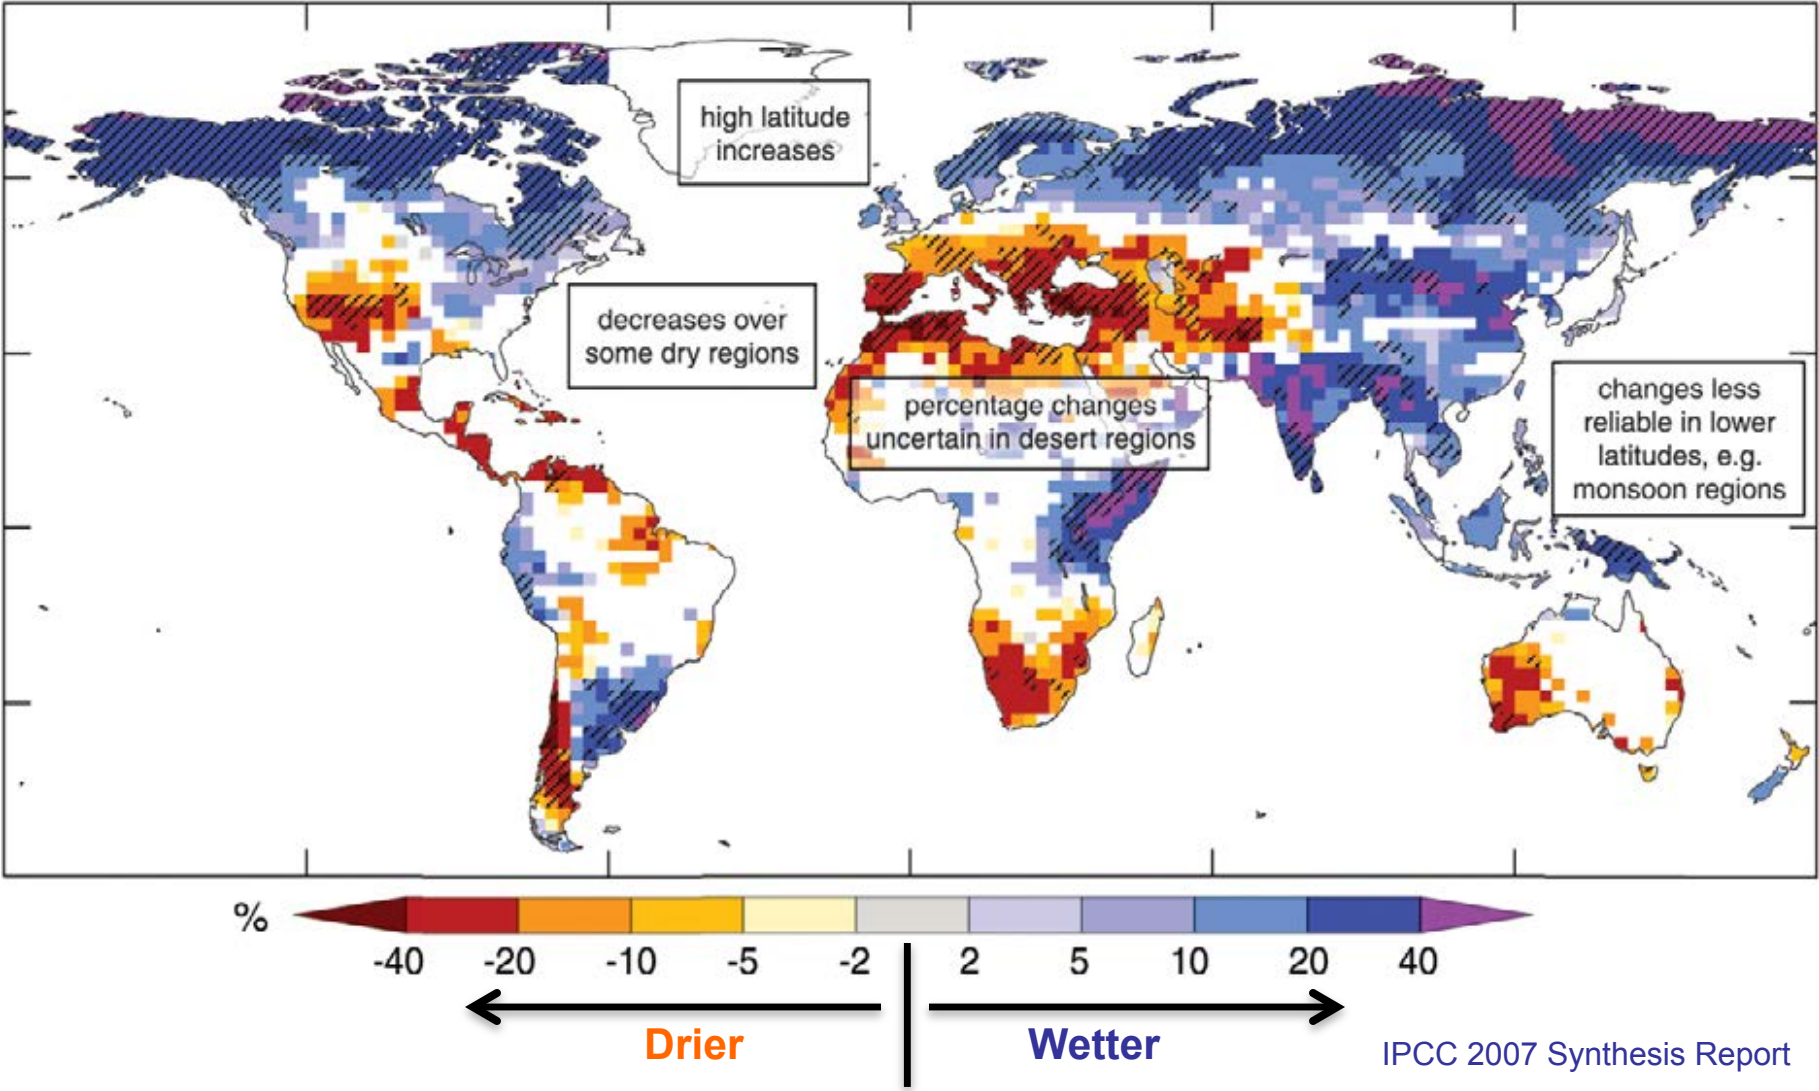 high latitude
increases
decreases over
some dry regions
percentage changes
uncertain in desert regions
changes less
reliable in lower
latitudes, e.g.
monsoon regions
%
-40 -20 -10 -5 -2 2 5 10 20 40
Drier Wetter
IPCC 2007 Synthesis Report